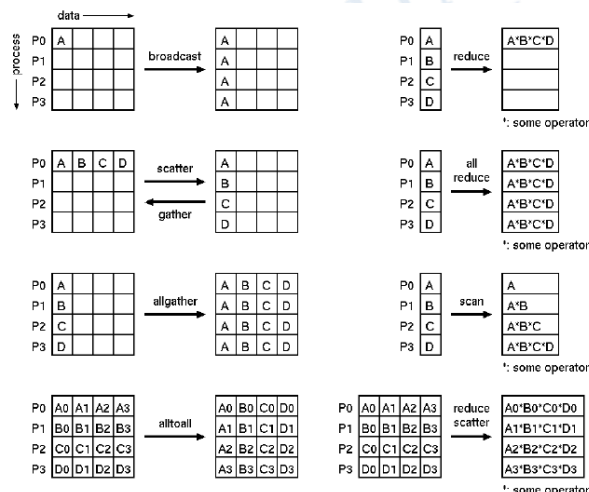 data
process
P0 A
P1
P2
P3
broadcast
A
A
A
A
P0 A
P1 B
P2 C
P3 D
reduce
A*B*C*D
*: some operator
P0 A B C D
P1
P2
P3
scatter
gather
A
B
C
D
P0 A
P1 B
P2 C
P3 D
all
reduce
A*B*C*D
A*B*C*D
A*B*C*D
A*B*C*D
*: some operator
P0 A
P1 B
P2 C
P3 D
allgather
A B C D
A B C D
A B C D
A B C D
P0 A
P1 B
P2 C
P3 D
scan
A
A*B
A*B*C
A*B*C*D
*: some operator
P0 A0 A1 A2 A3
P1 B0 B1 B2 B3
P2 C0 C1 C2 C3
P3 D0 D1 D2 D3
alltoall
A0 B0 C0 D0
A1 B1 C1 D1
A2 B2 C2 D2
A3 B3 C3 D3
P0 A0 A1 A2 A3
P1 B0 B1 B2 B3
P2 C0 C1 C2 C3
P3 D0 D1 D2 D3
reduce
scatter
A0*B0*C0*D0
A1*B1*C1*D1
A2*B2*C2*D2
A3*B3*C3*D3
*: some operator